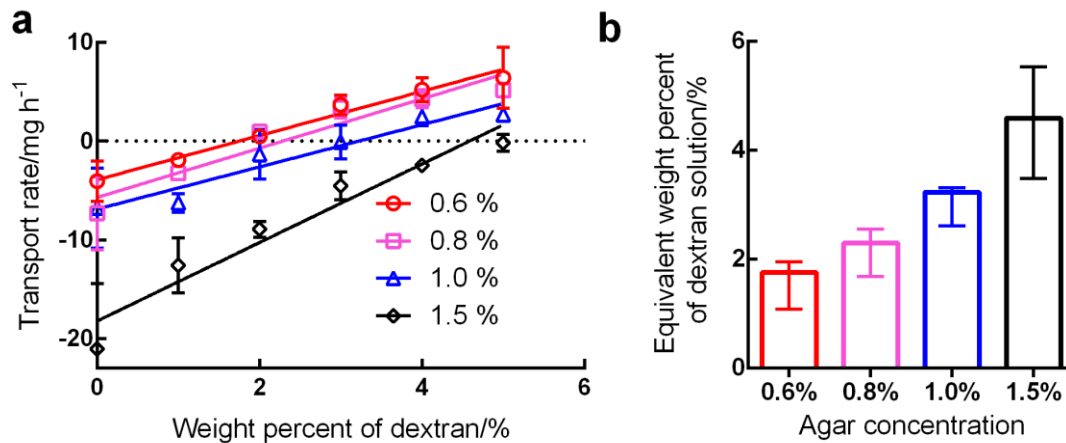 a
Transport rate/mg h⁻¹
10
0
-10
-20
0.6 %
0.8 %
1.0 %
1.5 %
0 2 4 6
Weight percent of dextran/%
b
Equivalent weight percent
of dextran solution/%
6
4
2
0
0.6% 0.8% 1.0% 1.5%
Agar concentration